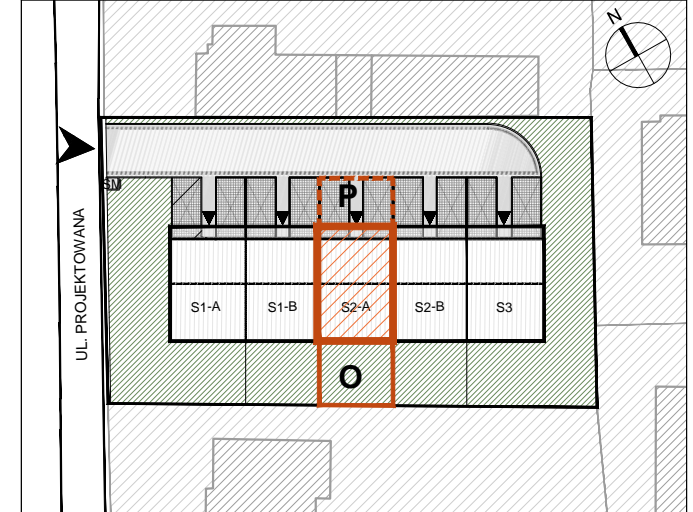 N
SM
P
UL. PROJEKTOWANA
S1-A
S1-B
S2-A
S2-B
S3
O